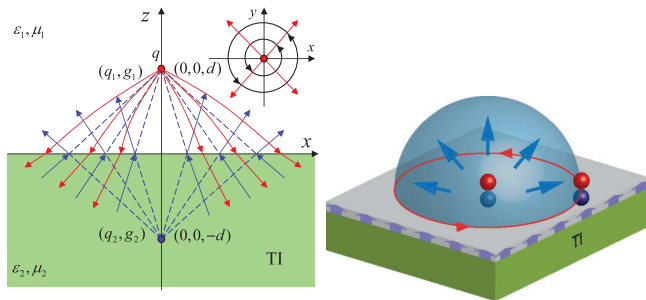 ε₁, μ₁
z
q
(q₁, g₁)
(0,0,d)
y
x
x
(q₂, g₂)
(0,0,−d)
TI
ε₂, μ₂
TI